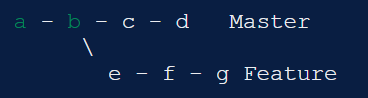 a - b - c - d Master
\
e - f - g Feature